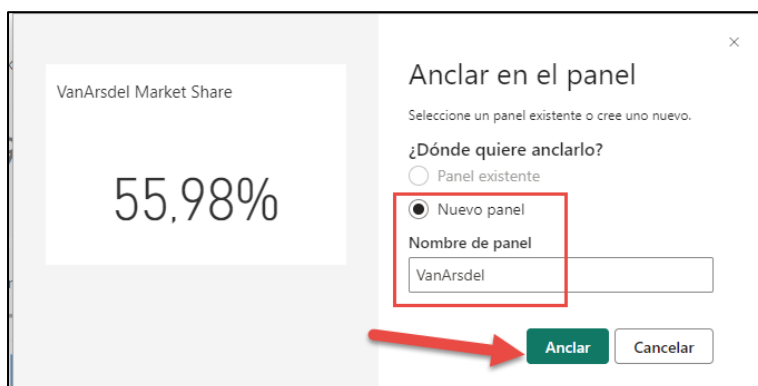 VanArsdel Market Share
55,98%
Anclar en el panel
Seleccione un panel existente o cree uno nuevo.
¿Dónde quiere anclarlo?
Panel existente
Nuevo panel
Nombre de panel
VanArsdel
Anclar
Cancelar